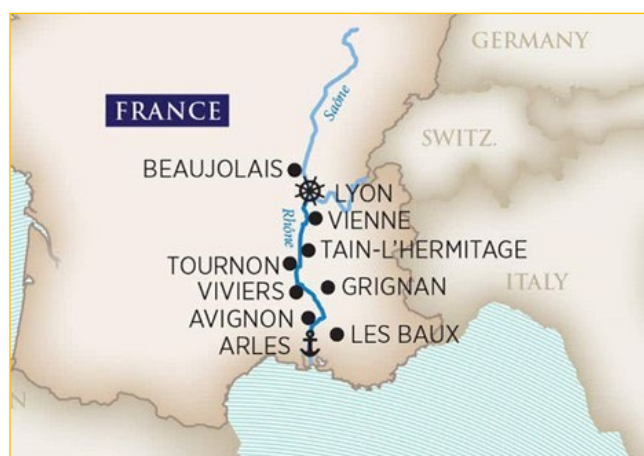 GERMANY
FRANCE
Saône
SWITZ.
BEAUJOLAIS
LYON
VIENNE
Rhône
TAIN-L'HERMITAGE
TOURNON
ITALY
VIVIERS
GRIGNAN
AVIGNON
LES BAUX
ARLES
N